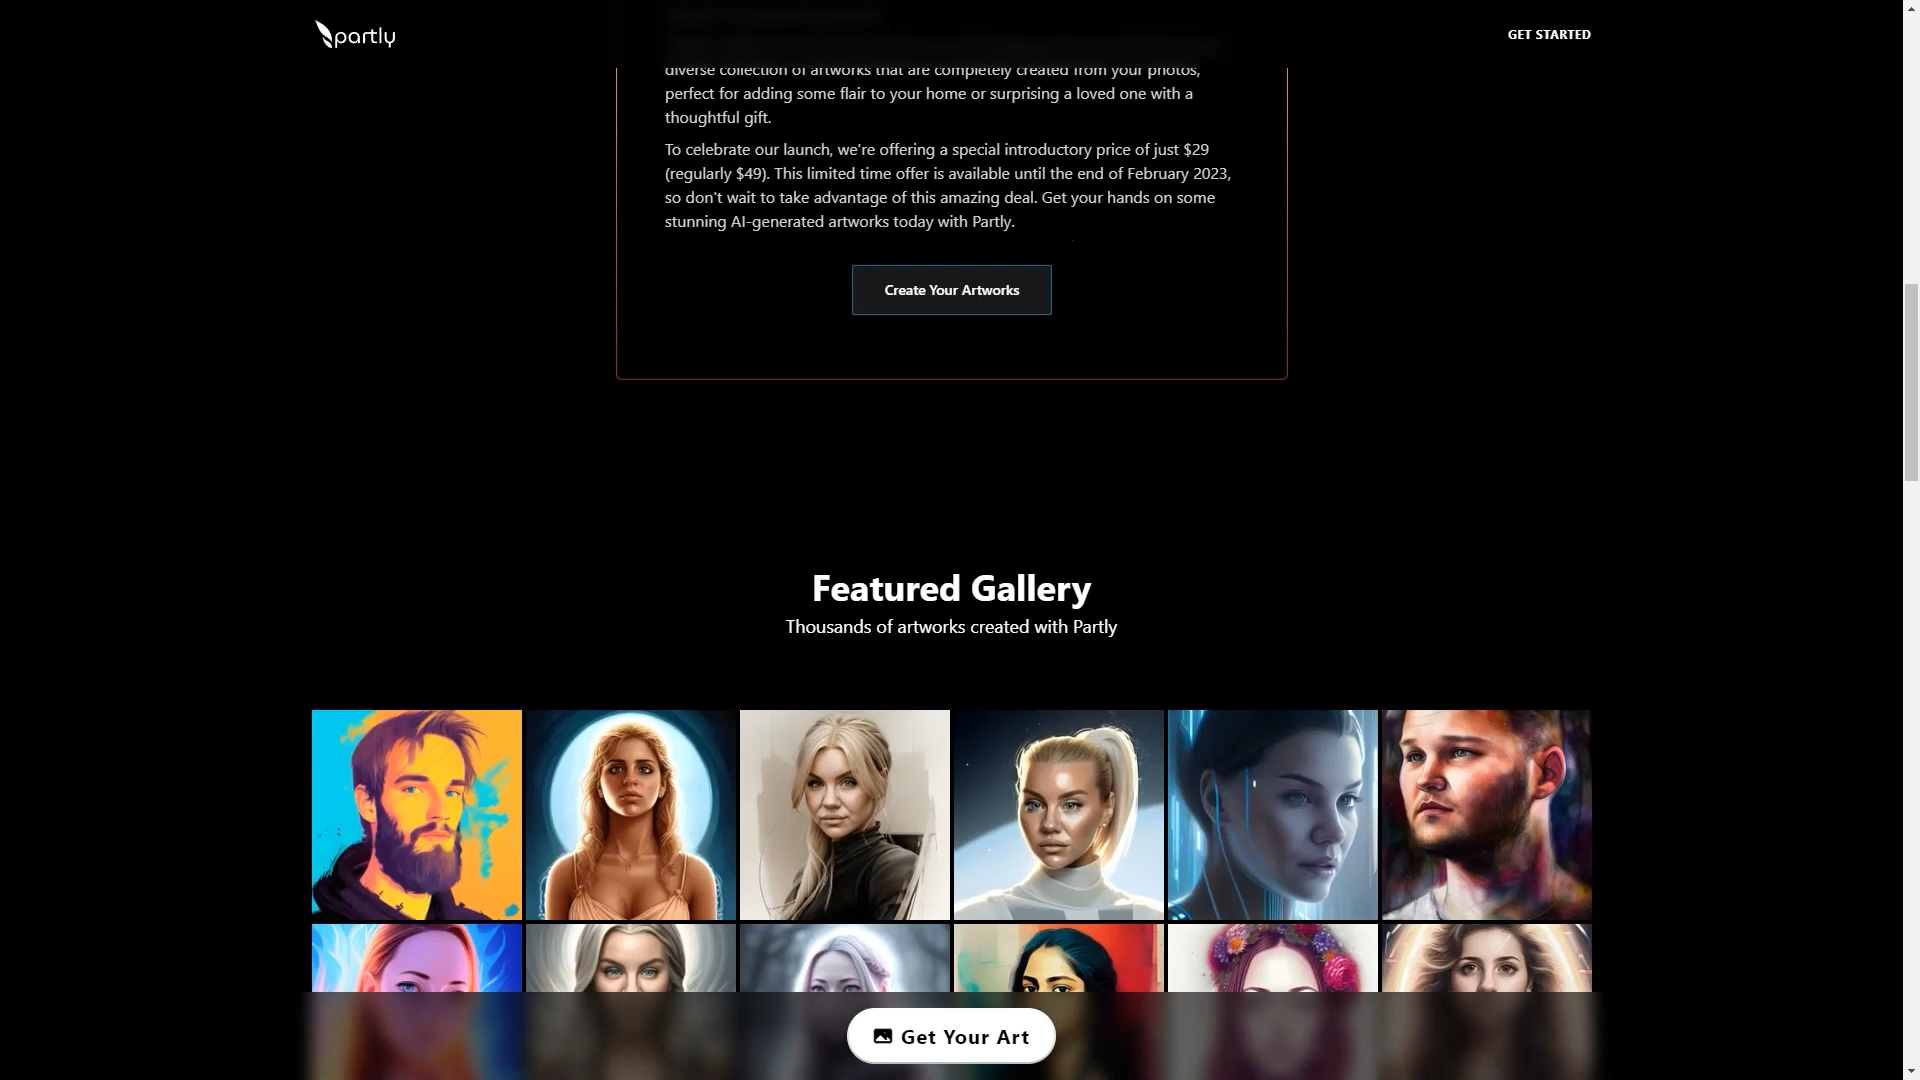 partly
GET STARTED
diverse collection of artworks that are completely created from your photos,
perfect for adding some flair to your home or surprising a loved one with a
thoughtful gift.
To celebrate our launch, we're offering a special introductory price of just $29
(regularly $49). This limited time offer is available until the end of February 2023,
so don't wait to take advantage of this amazing deal. Get your hands on some
stunning AI-generated artworks today with Partly.
Create Your Artworks
Featured Gallery
Thousands of artworks created with Partly
Get Your Art